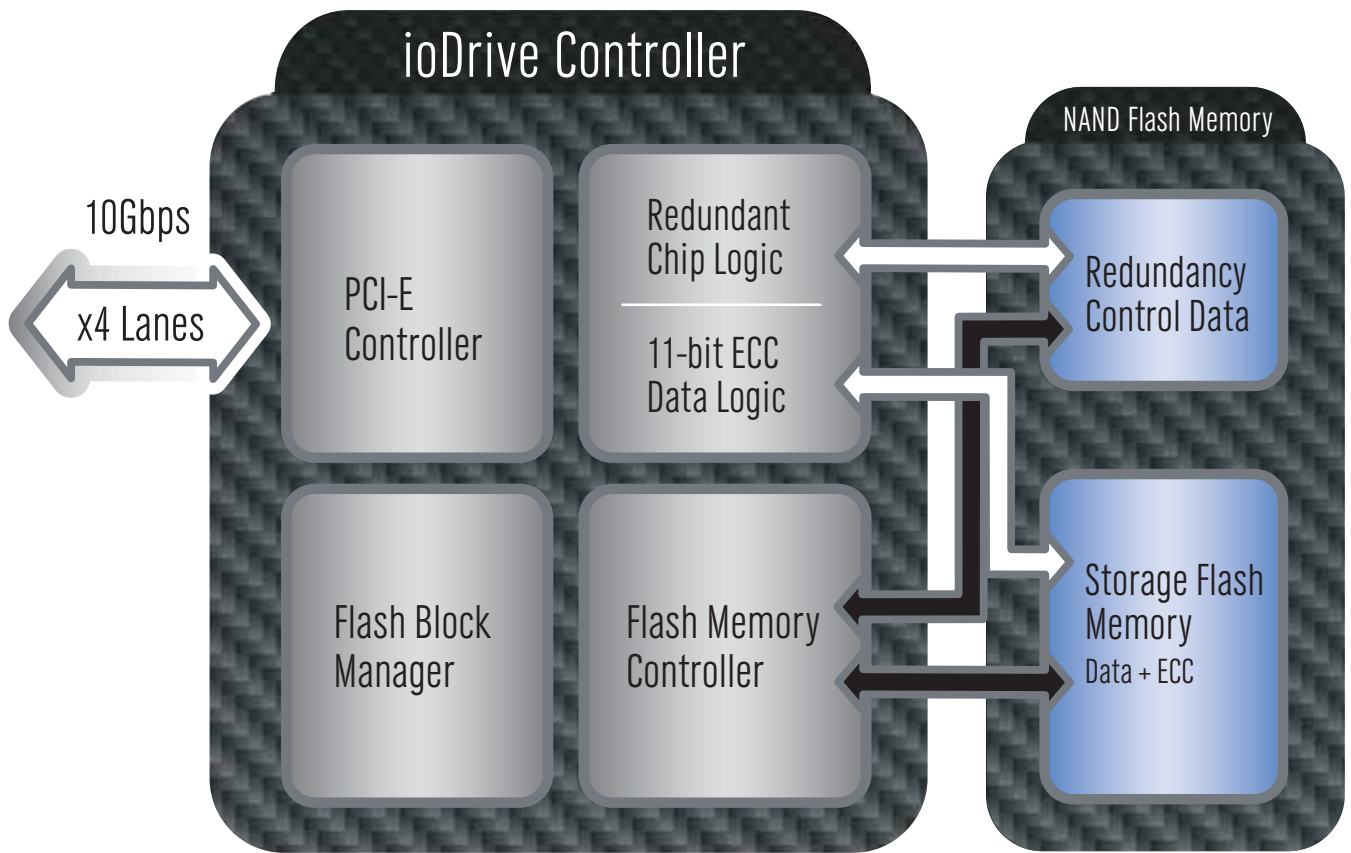 ioDrive Controller
NAND Flash Memory
10Gbps
x4 Lanes
PCI-E
Controller
Redundant
Chip Logic
11-bit ECC
Data Logic
Redundancy
Control Data
Flash Block
Manager
Flash Memory
Controller
Storage Flash
Memory
Data + ECC